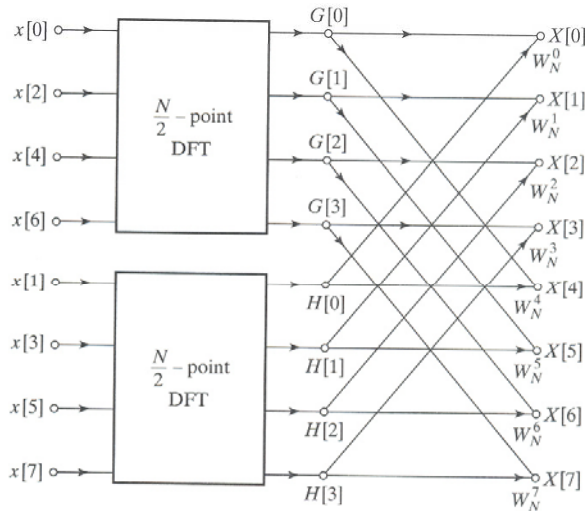 x[0]
x[2]
x[4]
x[6]
N/2 – point
DFT
G[0]
G[1]
G[2]
G[3]
X[0]
W_N^0
X[1]
W_N^1
X[2]
W_N^2
X[3]
W_N^3
x[1]
x[3]
x[5]
x[7]
N/2 – point
DFT
H[0]
H[1]
H[2]
H[3]
X[4]
W_N^4
X[5]
W_N^5
X[6]
W_N^6
X[7]
W_N^7